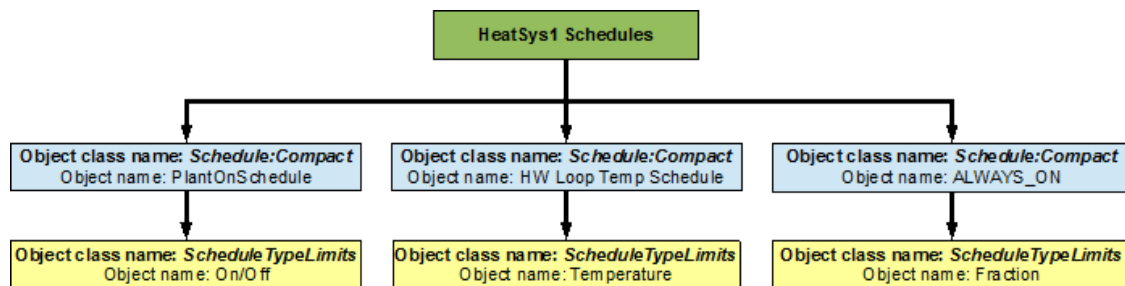 HeatSys1 Schedules
Object class name: Schedule:Compact
Object name: PlantOnSchedule
Object class name: Schedule:Compact
Object name: HW Loop Temp Schedule
Object class name: Schedule:Compact
Object name: ALWAYS_ON
Object class name: ScheduleTypeLimits
Object name: On/Off
Object class name: ScheduleTypeLimits
Object name: Temperature
Object class name: ScheduleTypeLimits
Object name: Fraction